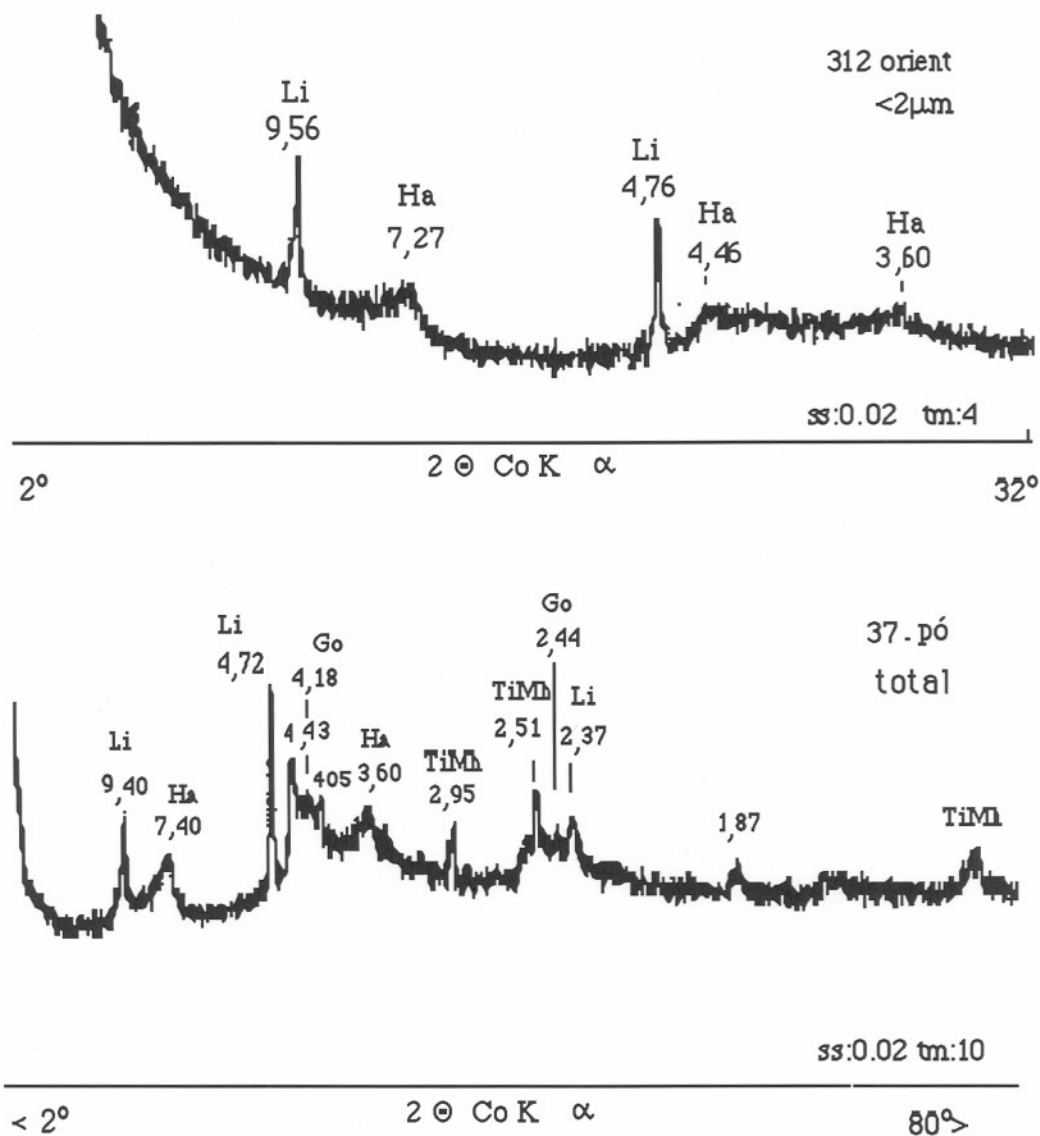 312 orient
<2µm
Li
9,56
Ha
7,27
Li
4,76
Ha
4,46
Ha
3,60
ss:0.02 tm:4
2 Θ Co K α
2° 32°
37. pó
total
Li
9,40
Ha
7,40
Li
4,72
Go
4,18
4,43
405
Ha
3,60
TiMh
2,95
TiMh
2,51
Go
2,44
Li
2,37
1,87
TiMh
ss:0.02 tm:10
< 2° 2 Θ Co K α 80°>